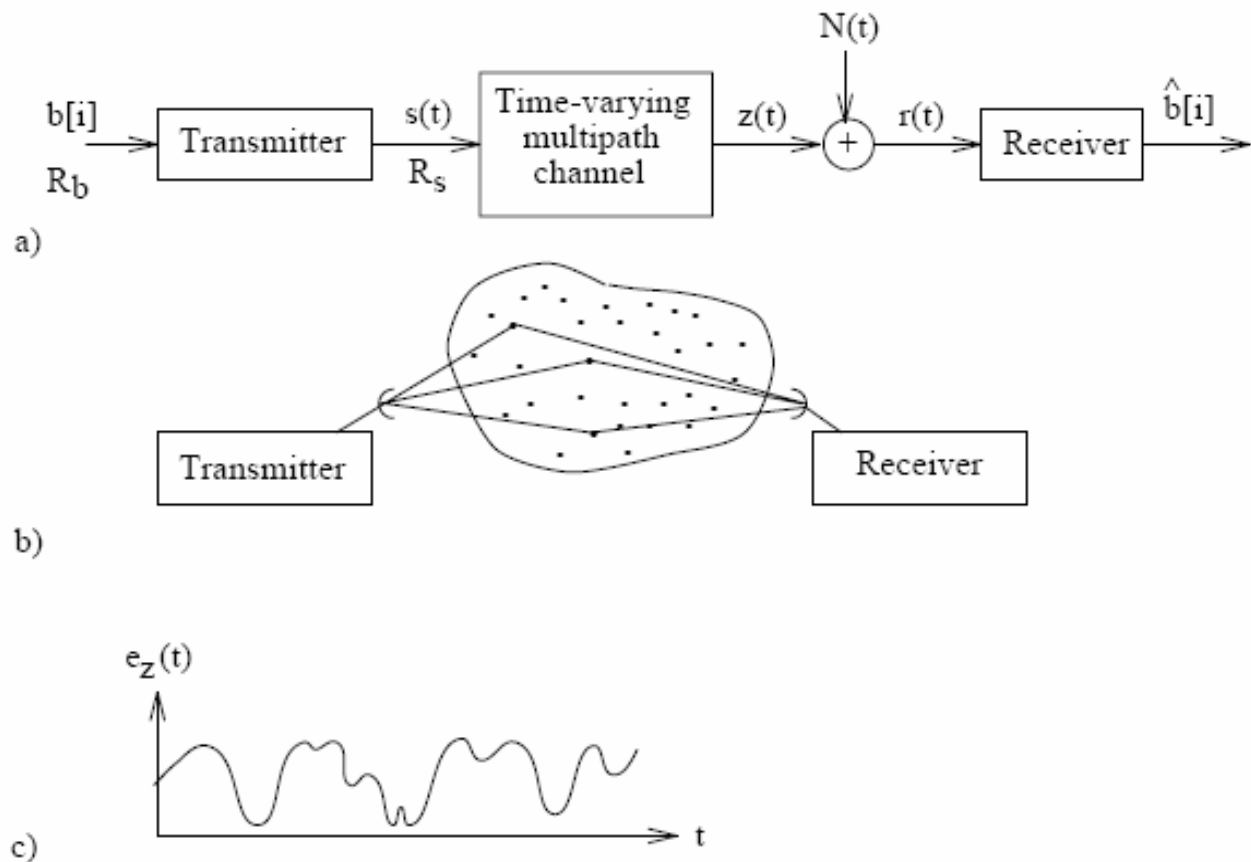 N(t)
b[i]
Transmitter
s(t)
Time-varying
multipath
channel
z(t)
+
r(t)
Receiver
b̂[i]
R_b
R_s
a)
Transmitter
Receiver
b)
e_z(t)
t
c)